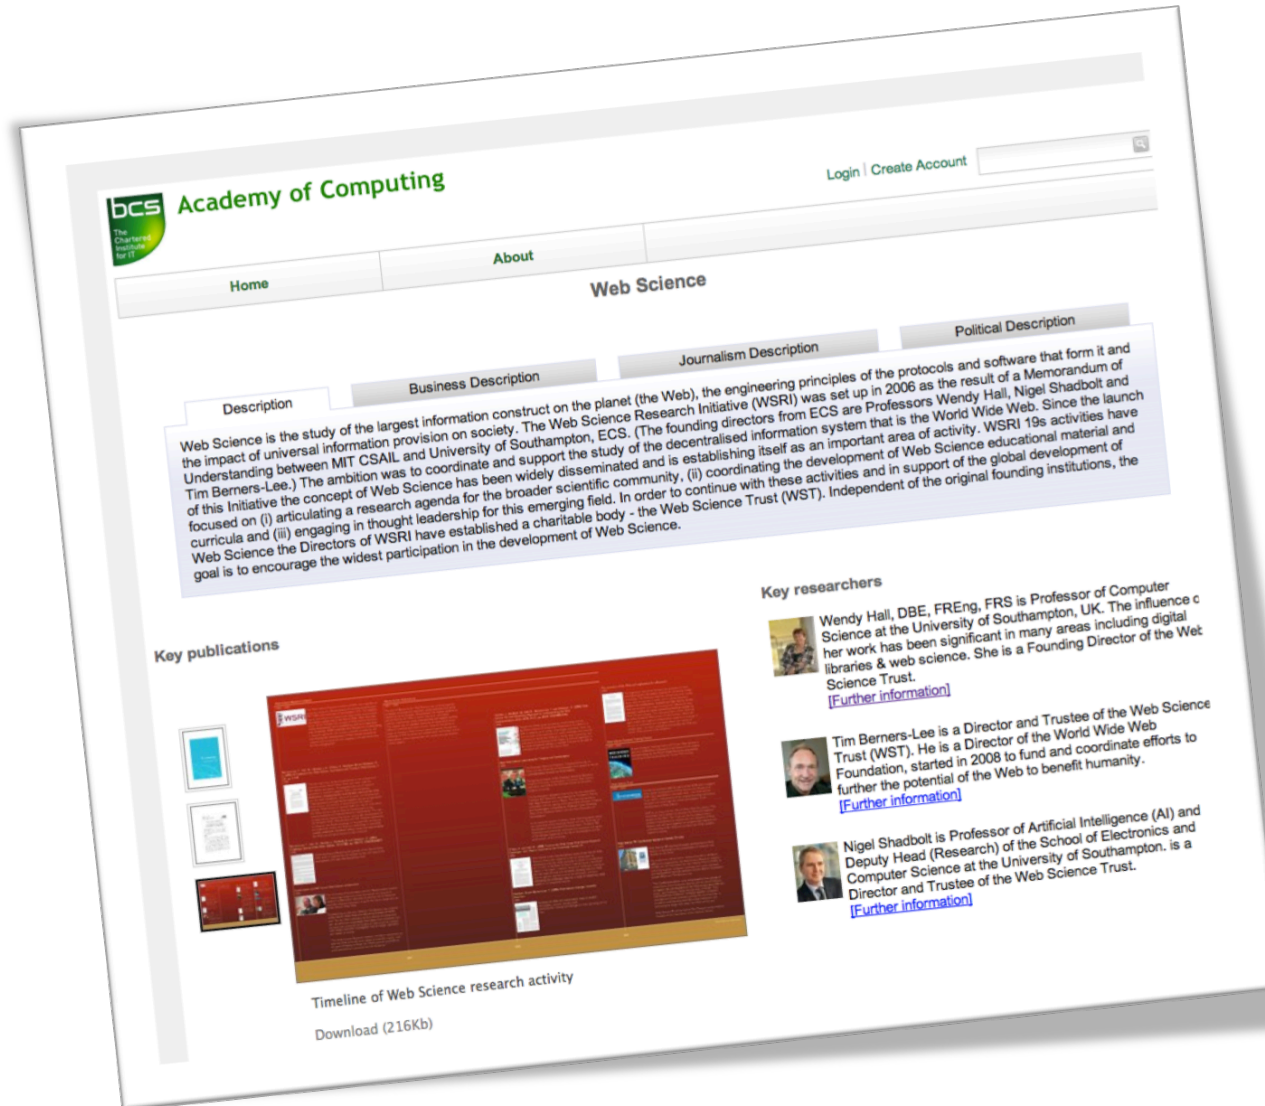 bcs
The
Chartered
Institute
for IT
Academy of Computing
Login | Create Account
Home
About
Web Science
Description
Business Description
Journalism Description
Political Description
Web Science is the study of the largest information construct on the planet (the Web), the engineering principles of the protocols and software that form it and
the impact of universal information provision on society. The Web Science Research Initiative (WSRI) was set up in 2006 as the result of a Memorandum of
Understanding between MIT CSAIL and University of Southampton, ECS. (The founding directors from ECS are Professors Wendy Hall, Nigel Shadbolt and
Tim Berners-Lee.) The ambition was to coordinate and support the study of the decentralised information system that is the World Wide Web. Since the launch
of this Initiative the concept of Web Science has been widely disseminated and is establishing itself as an important area of activity. WSRI 19s activities have
focused on (i) articulating a research agenda for the broader scientific community, (ii) coordinating the development of Web Science educational material and
curricula and (iii) engaging in thought leadership for this emerging field. In order to continue with these activities and in support of the global development of
Web Science the Directors of WSRI have established a charitable body - the Web Science Trust (WST). Independent of the original founding institutions, the
goal is to encourage the widest participation in the development of Web Science.
Key publications
WSRI
Timeline of Web Science research activity
Download (216Kb)
Key researchers
Wendy Hall, DBE, FREng, FRS is Professor of Computer
Science at the University of Southampton, UK. The influence o
her work has been significant in many areas including digital
libraries & web science. She is a Founding Director of the Web
Science Trust.
[Further information]
Tim Berners-Lee is a Director and Trustee of the Web Science
Trust (WST). He is a Director of the World Wide Web
Foundation, started in 2008 to fund and coordinate efforts to
further the potential of the Web to benefit humanity.
[Further information]
Nigel Shadbolt is Professor of Artificial Intelligence (AI) and
Deputy Head (Research) of the School of Electronics and
Computer Science at the University of Southampton. is a
Director and Trustee of the Web Science Trust.
[Further information]